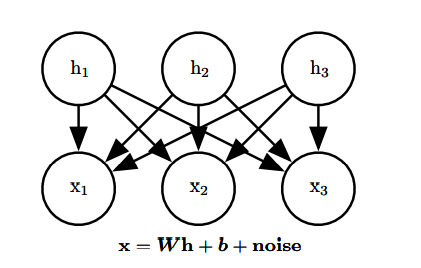 h₁ h₂ h₃
x₁ x₂ x₃
x = Wh + b + noise